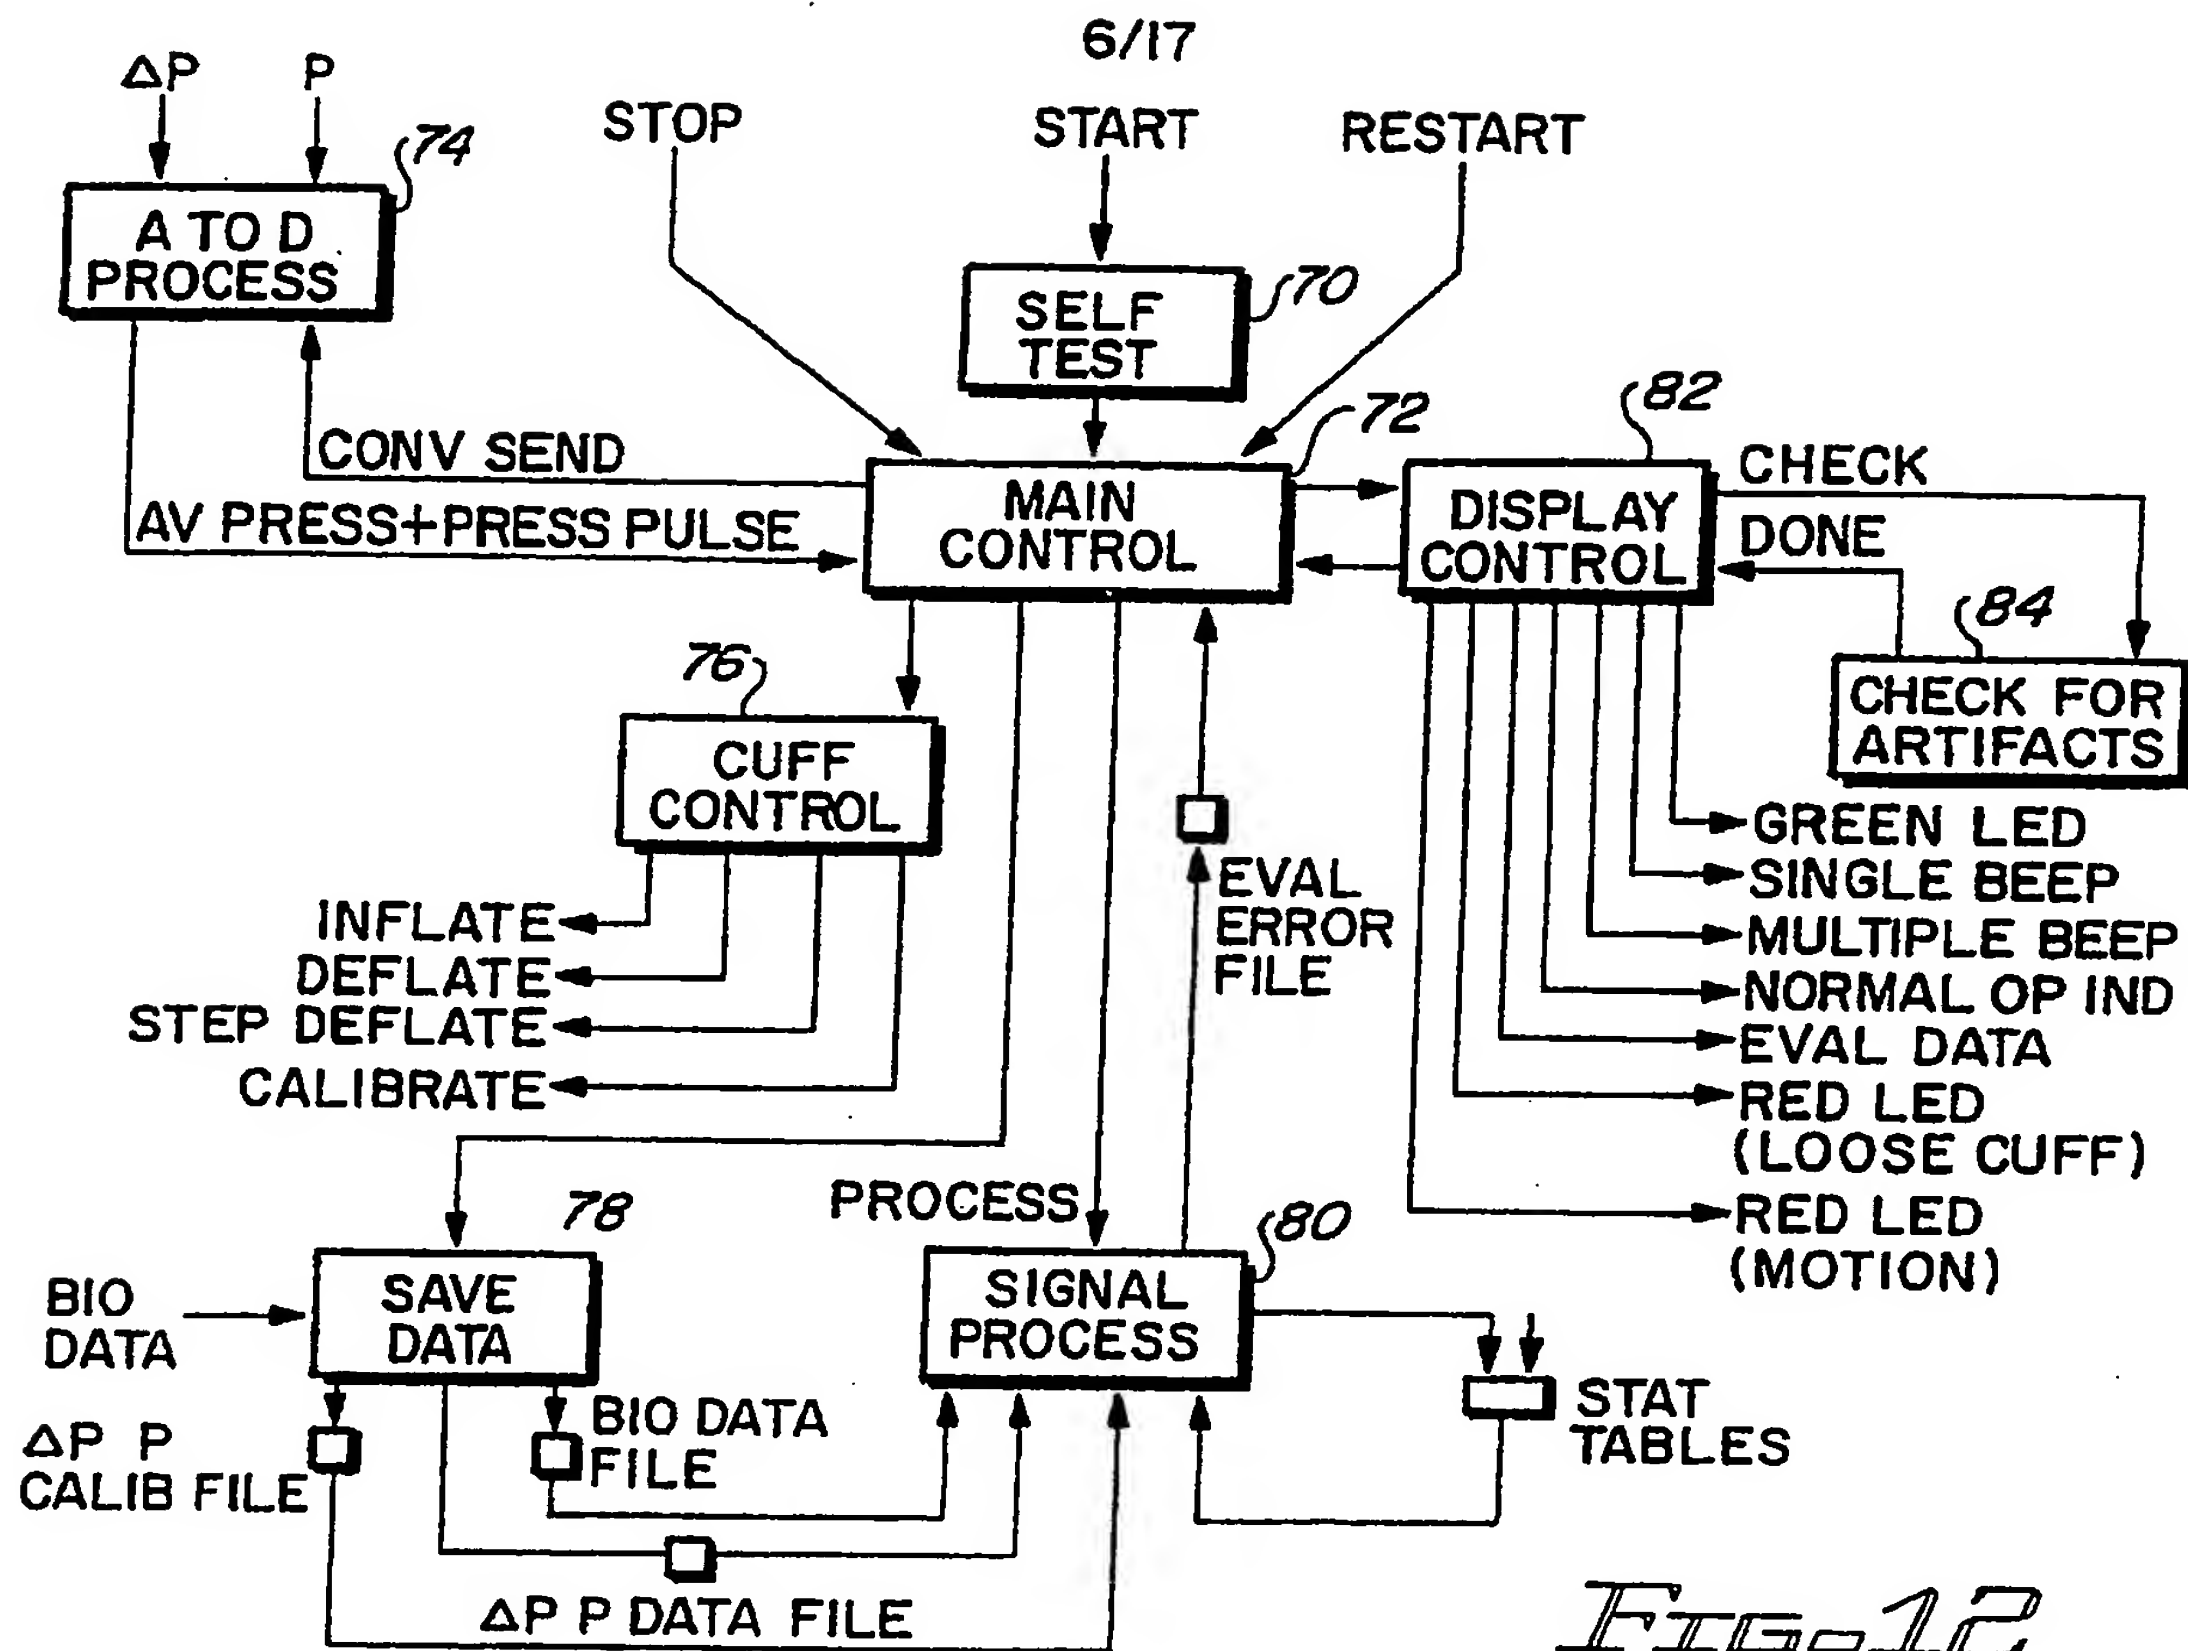 6/17
ΔP
P
STOP
START
RESTART
74
A TO D
PROCESS
SELF
TEST
70
72
82
CONV SEND
AV PRESS+PRESS PULSE
MAIN
CONTROL
DISPLAY
CONTROL
CHECK
DONE
84
CHECK FOR
ARTIFACTS
76
CUFF
CONTROL
INFLATE
DEFLATE
STEP DEFLATE
CALIBRATE
EVAL
ERROR
FILE
GREEN LED
SINGLE BEEP
MULTIPLE BEEP
NORMAL OP IND
EVAL DATA
RED LED
(LOOSE CUFF)
RED LED
(MOTION)
78
PROCESS
80
BIO
DATA
SAVE
DATA
SIGNAL
PROCESS
STAT
TABLES
ΔP P
CALIB FILE
BIO DATA
FILE
ΔP P DATA FILE
FIG-12